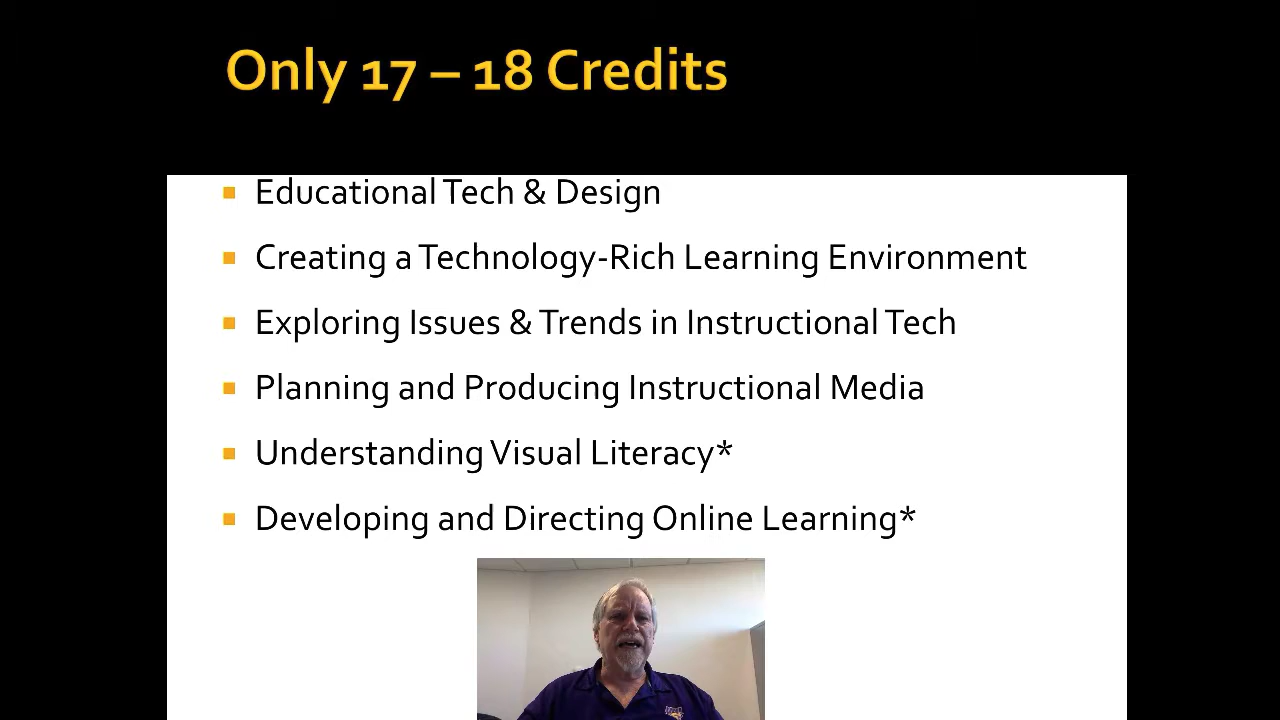 Only 17 – 18 Credits
Educational Tech & Design
Creating a Technology-Rich Learning Environment
Exploring Issues & Trends in Instructional Tech
Planning and Producing Instructional Media
Understanding Visual Literacy*
Developing and Directing Online Learning*